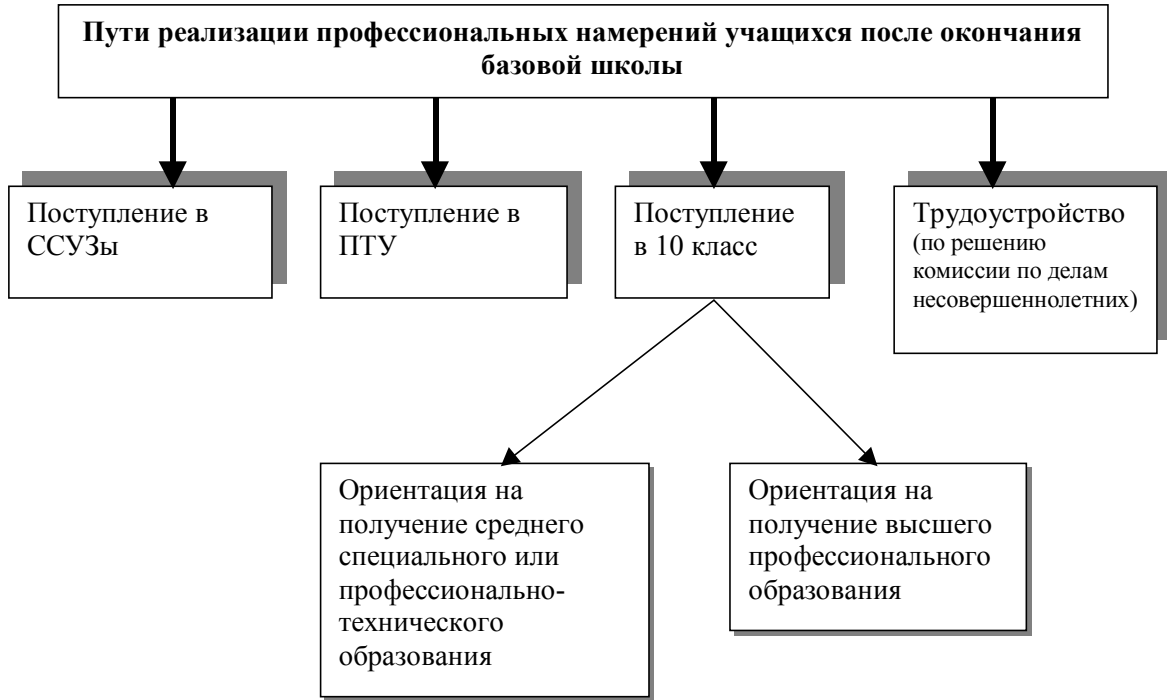 Пути реализации профессиональных намерений учащихся после окончания
базовой школы
Поступление в
ССУЗы
Поступление в
ПТУ
Поступление
в 10 класс
Трудоустройство
(по решению
комиссии по делам
несовершеннолетних)
Ориентация на
получение среднего
специального или
профессионально-
технического
образования
Ориентация на
получение высшего
профессионального
образования